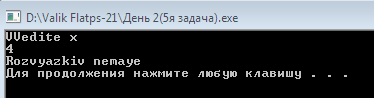 D:\Valik Flatps-21\День 2(5я задача).exe
VVedite x
4
Rozvyazkiv nemaye
Для продолжения нажмите любую клавишу . . .